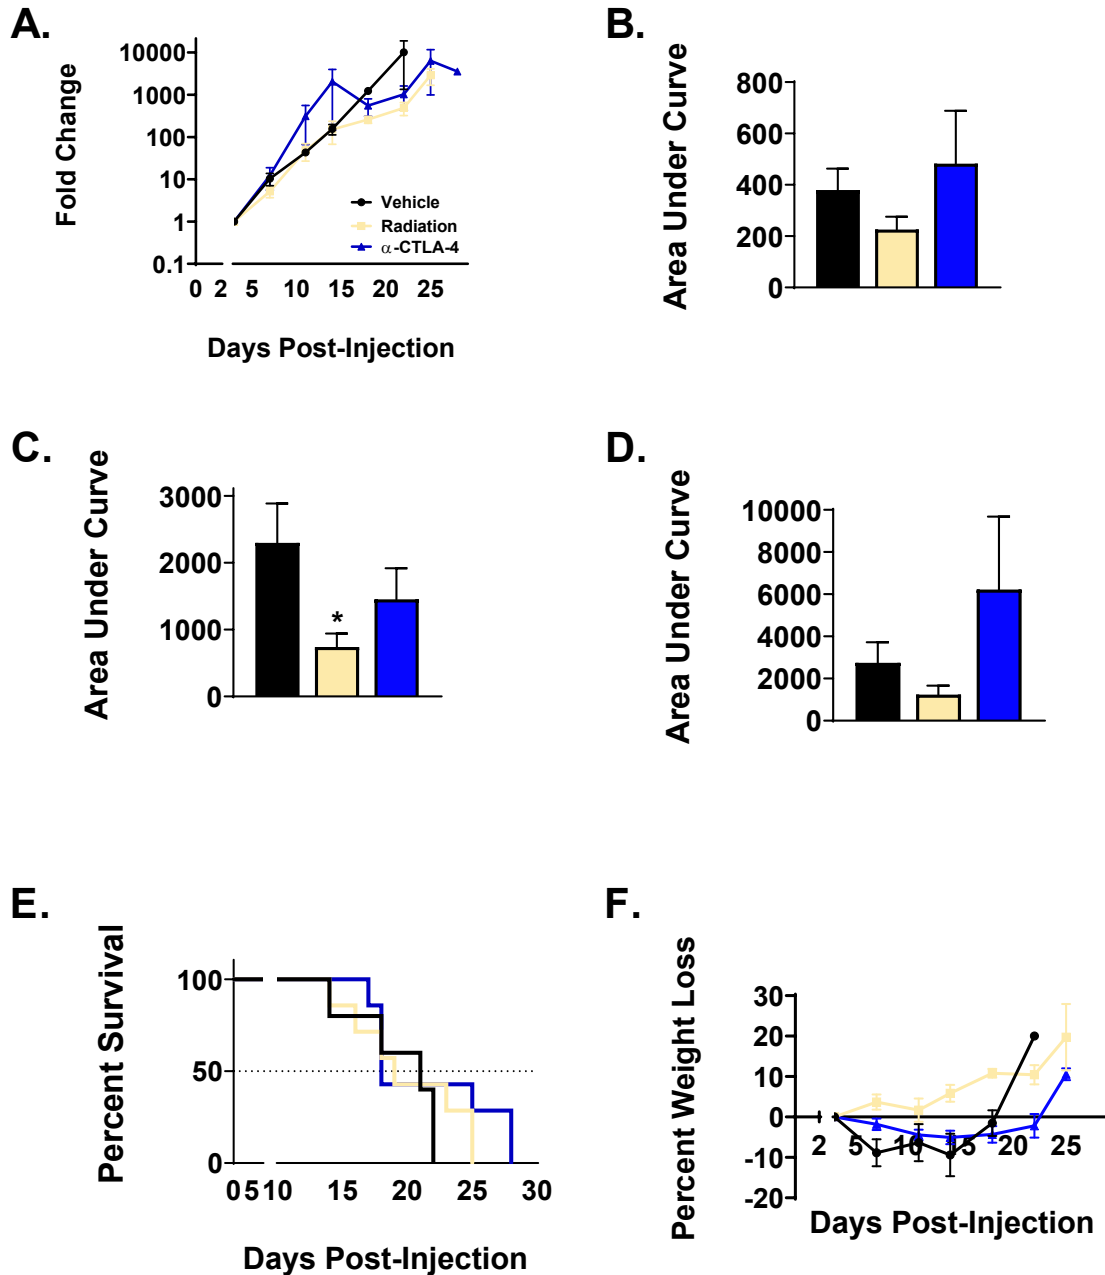 A.
Fold Change
10000
1000
100
10
1
0.1
Vehicle
Radiation
α-CTLA-4
0 2 5 10 15 20 25
Days Post-Injection
B.
Area Under Curve
800
600
400
200
0
C.
Area Under Curve
3000
2000
1000
0
*
D.
Area Under Curve
10000
8000
6000
4000
2000
0
E.
Percent Survival
100
50
0
0 5 10 15 20 25 30
Days Post-Injection
F.
Percent Weight Loss
30
20
10
0
-10
-20
2 5 10 15 20 25
Days Post-Injection